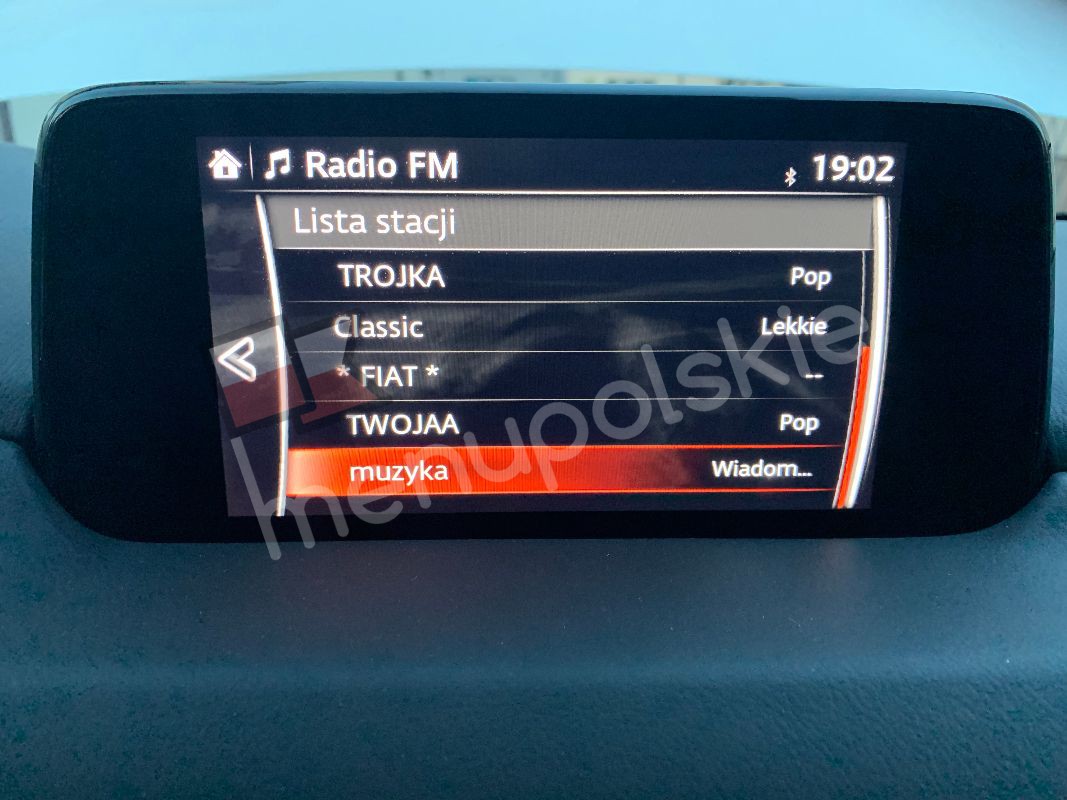 Radio FM 19:02
Lista stacji
TROJKA Pop
Classic Lekkie
* FIAT * --
TWOJAA Pop
muzyka Wiadom...
menupolskie